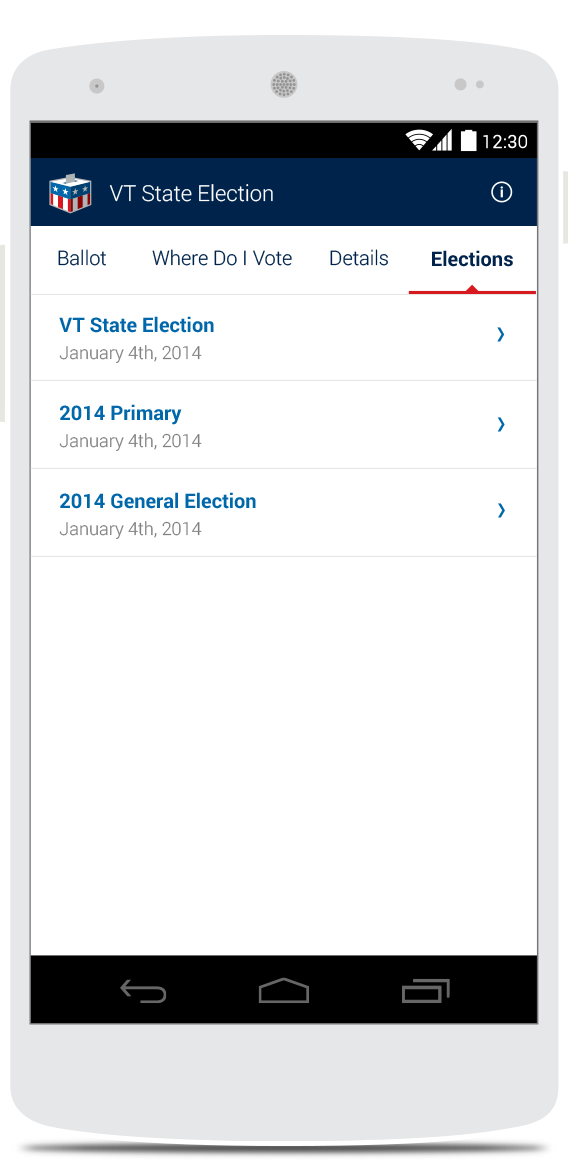 12:30
VT State Election
Ballot Where Do I Vote Details Elections
VT State Election
January 4th, 2014
2014 Primary
January 4th, 2014
2014 General Election
January 4th, 2014